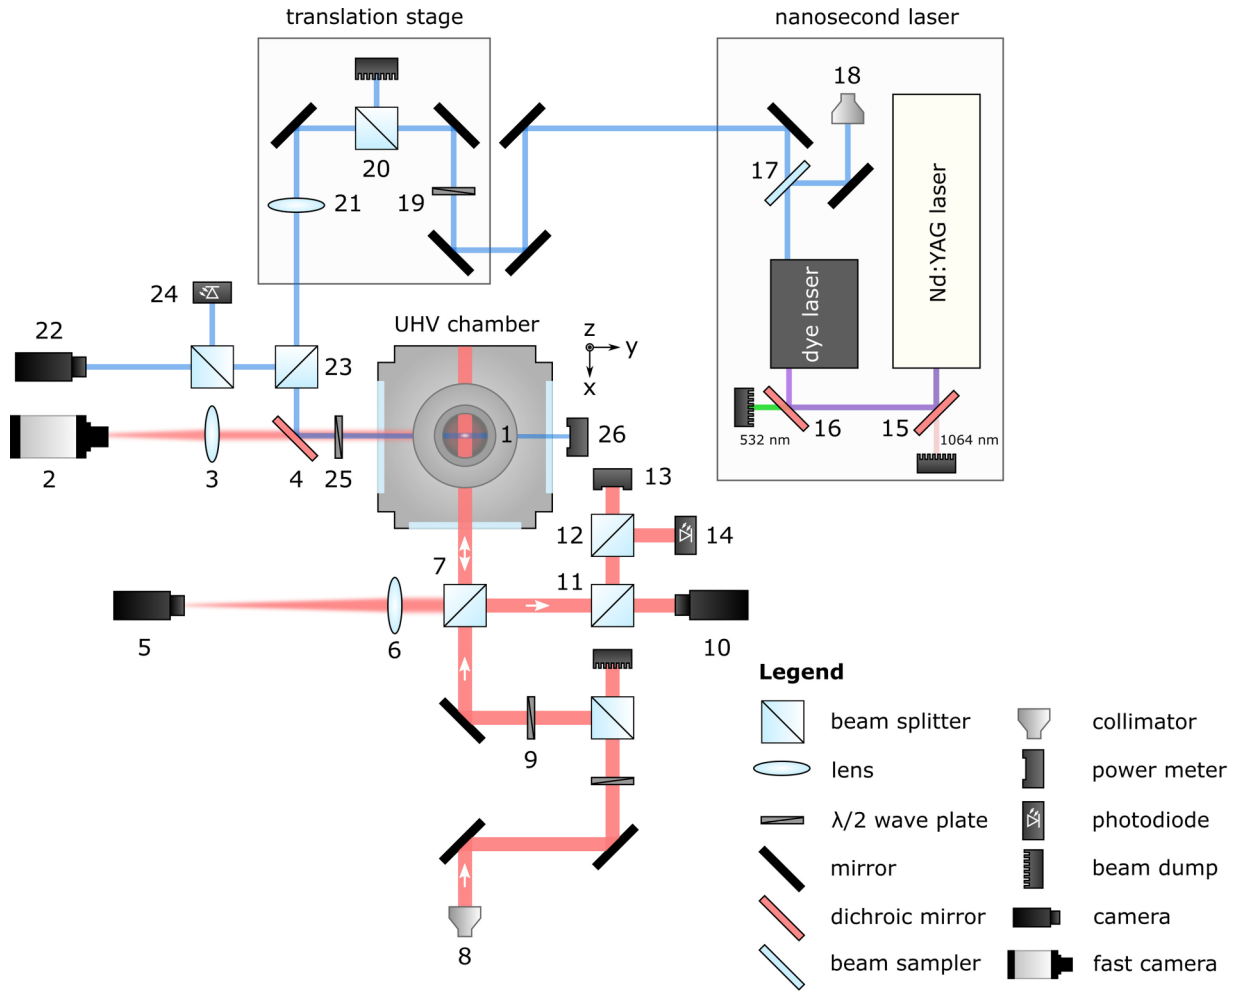 translation stage
nanosecond laser
18
17
20
19
21
Nd:YAG laser
dye laser
24
22
23
UHV chamber
z
y
x
532 nm
16
15
1064 nm
2
3
4
25
1
26
13
12
14
7
11
5
6
10
9
8
Legend
beam splitter
lens
λ/2 wave plate
mirror
dichroic mirror
beam sampler
collimator
power meter
photodiode
beam dump
camera
fast camera